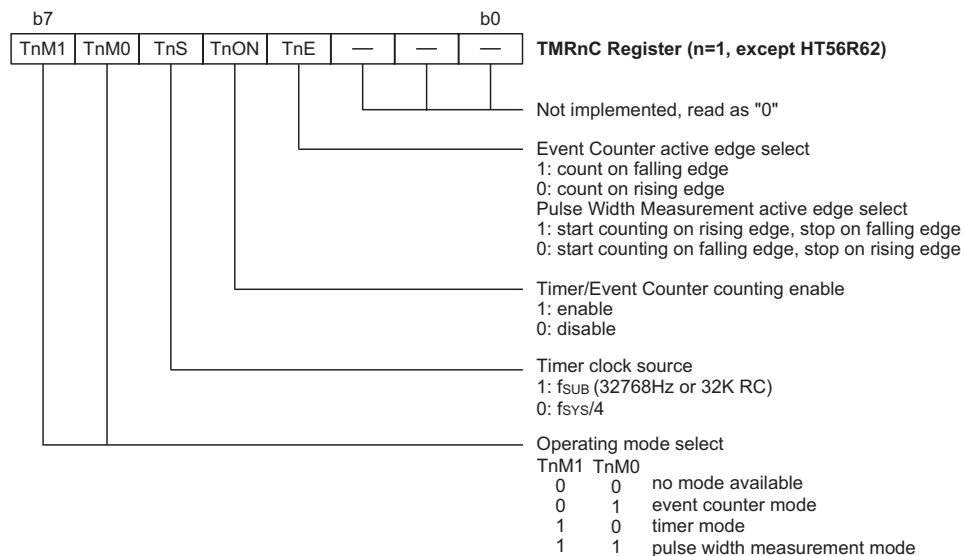 b7 b0
TnM1 TnM0 TnS TnON TnE — — — TMRnC Register (n=1, except HT56R62)
Not implemented, read as "0"
Event Counter active edge select
1: count on falling edge
0: count on rising edge
Pulse Width Measurement active edge select
1: start counting on rising edge, stop on falling edge
0: start counting on falling edge, stop on rising edge
Timer/Event Counter counting enable
1: enable
0: disable
Timer clock source
1: fSUB (32768Hz or 32K RC)
0: fSYS/4
Operating mode select
TnM1 TnM0
0 0 no mode available
0 1 event counter mode
1 0 timer mode
1 1 pulse width measurement mode